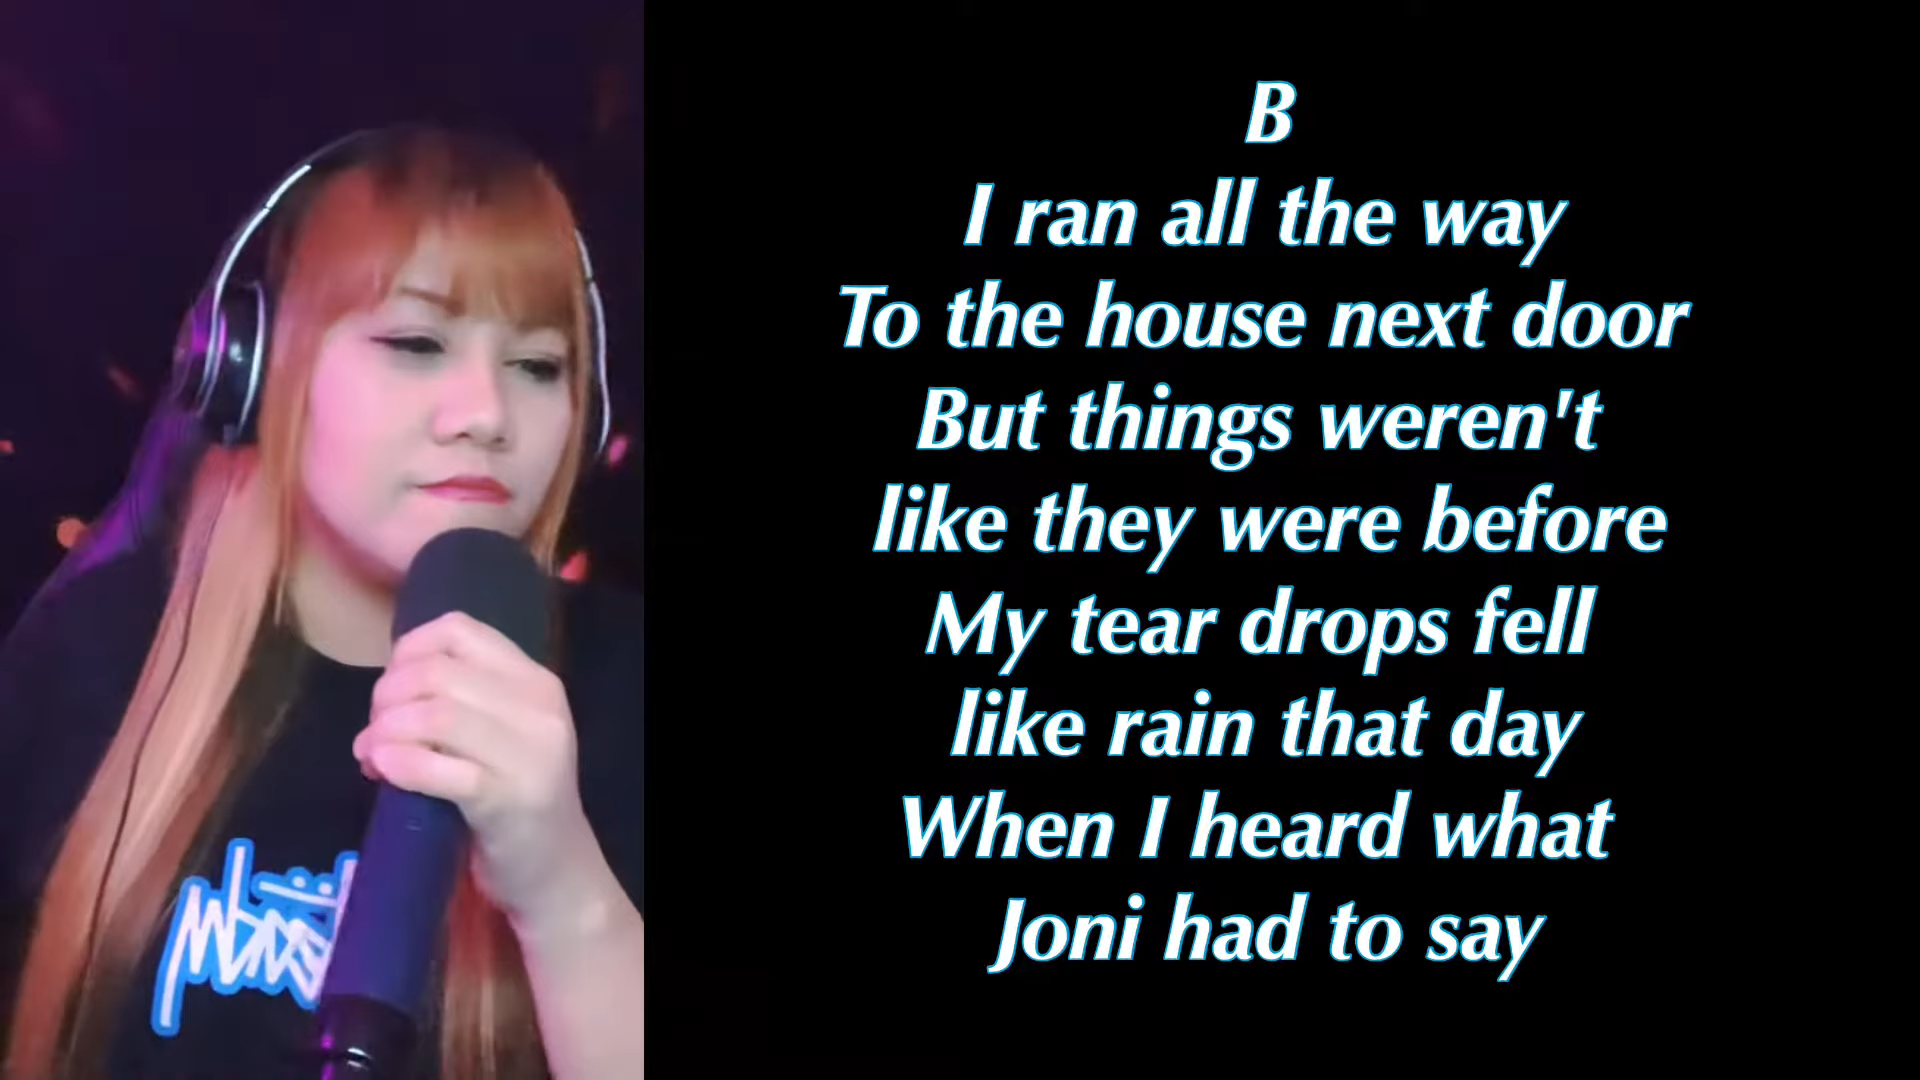 B
I ran all the way
To the house next door
But things weren't
like they were before
My tear drops fell
like rain that day
When I heard what
Joni had to say